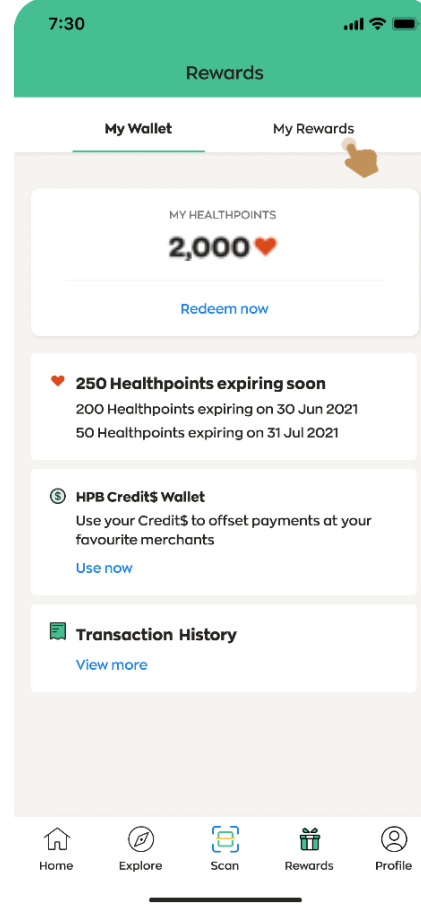 7:30
Rewards
My Wallet
My Rewards
MY HEALTHPOINTS
2,000
Redeem now
250 Healthpoints expiring soon
200 Healthpoints expiring on 30 Jun 2021
50 Healthpoints expiring on 31 Jul 2021
$
HPB Credit$ Wallet
Use your Credit$ to offset payments at your
favourite merchants
Use now
Transaction History
View more
Home
Explore
Scan
Rewards
Profile